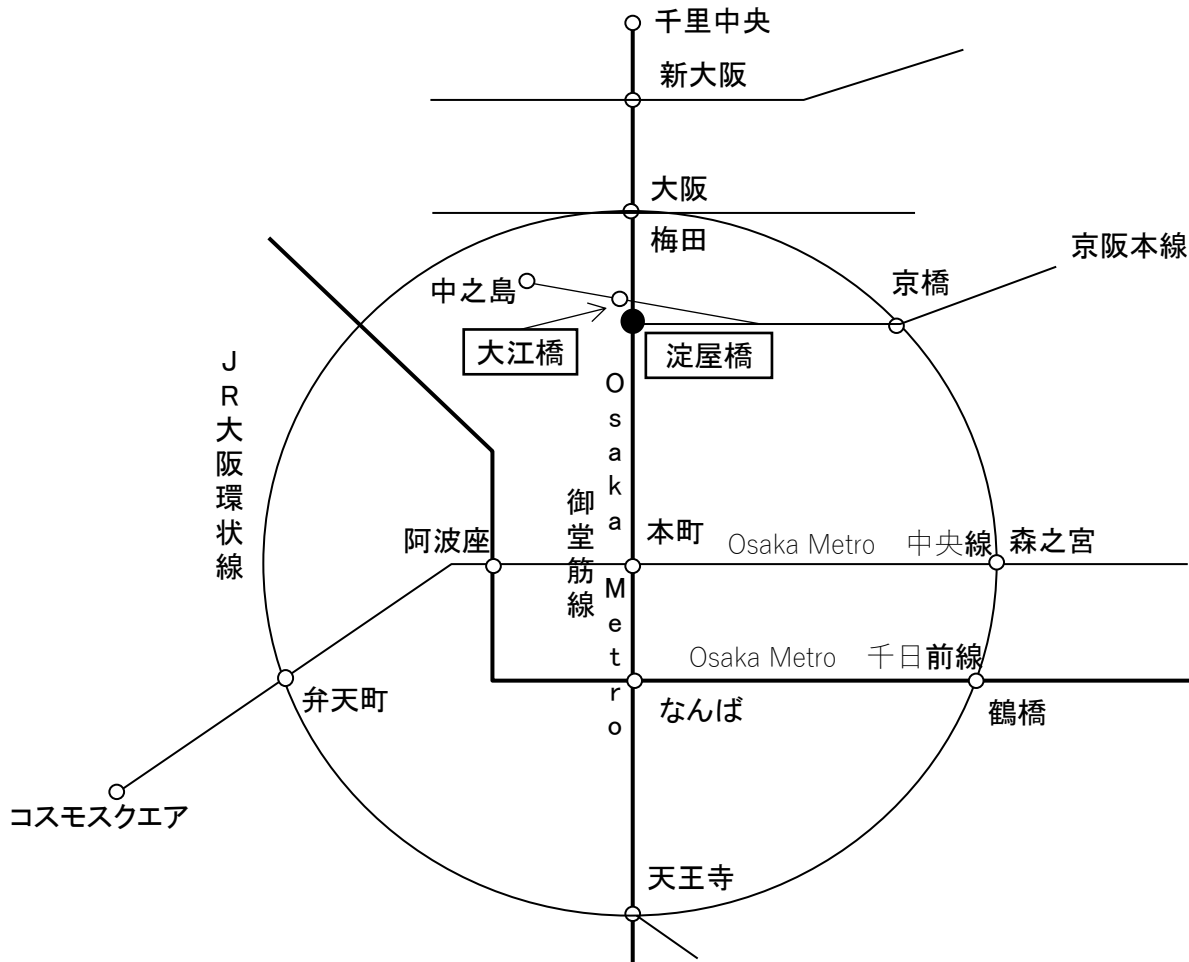 千里中央
新大阪
大阪
梅田
京阪本線
京橋
中之島
大江橋
淀屋橋
JR大阪環状線
Osaka Metro
御堂筋線
阿波座
本町
Osaka Metro 中央線
森之宮
Osaka Metro 千日前線
弁天町
なんば
鶴橋
コスモスクエア
天王寺